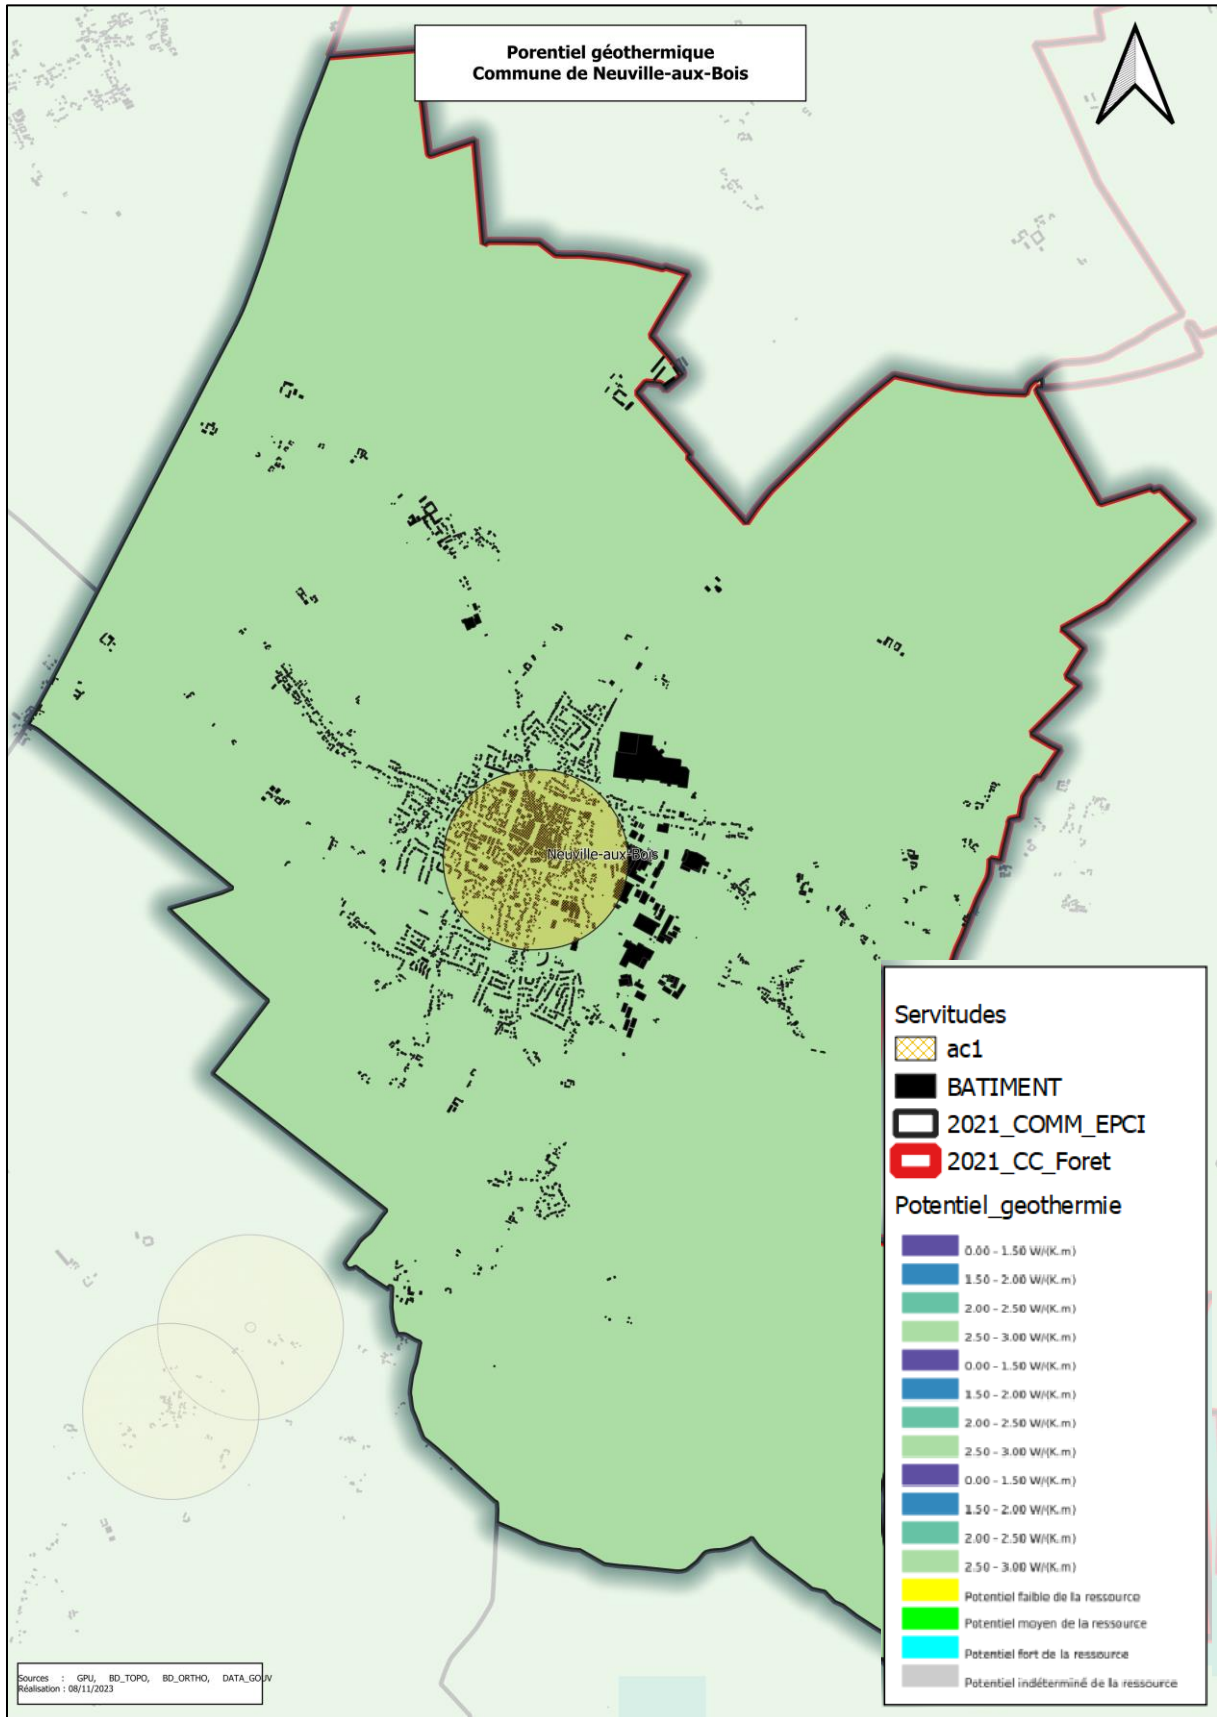 Porentiel géothermique
Commune de Neuville-aux-Bois
Neuville-aux-Bois
Servitudes
ac1
BATIMENT
2021_COMM_EPCI
2021_CC_Foret
Potentiel_geothermie
0.00 - 1.50 W/(K.m)
1.50 - 2.00 W/(K.m)
2.00 - 2.50 W/(K.m)
2.50 - 3.00 W/(K.m)
0.00 - 1.50 W/(K.m)
1.50 - 2.00 W/(K.m)
2.00 - 2.50 W/(K.m)
2.50 - 3.00 W/(K.m)
0.00 - 1.50 W/(K.m)
1.50 - 2.00 W/(K.m)
2.00 - 2.50 W/(K.m)
2.50 - 3.00 W/(K.m)
Potentiel faible de la ressource
Potentiel moyen de la ressource
Potentiel fort de la ressource
Potentiel indéterminé de la ressource
Sources : GPU, BD_TOPO, BD_ORTHO, DATA_GOUV
Réalisation : 08/11/2023